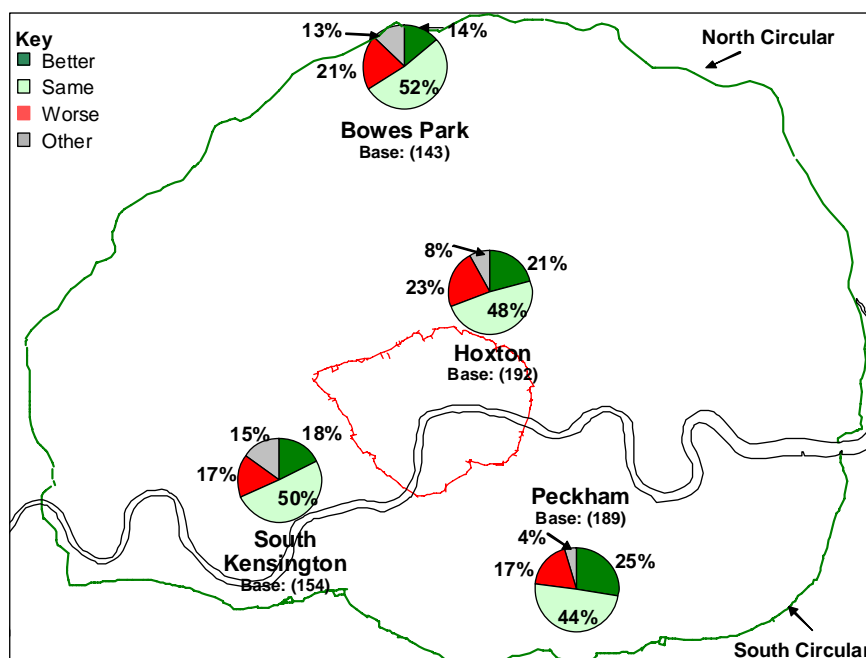 Key
Better
Same
Worse
Other
North Circular
13%
14%
21%
52%
Bowes Park
Base: (143)
8%
21%
23%
48%
Hoxton
Base: (192)
15%
18%
17%
50%
South
Kensington
Base: (154)
Peckham
Base: (189)
4%
25%
17%
44%
South Circular